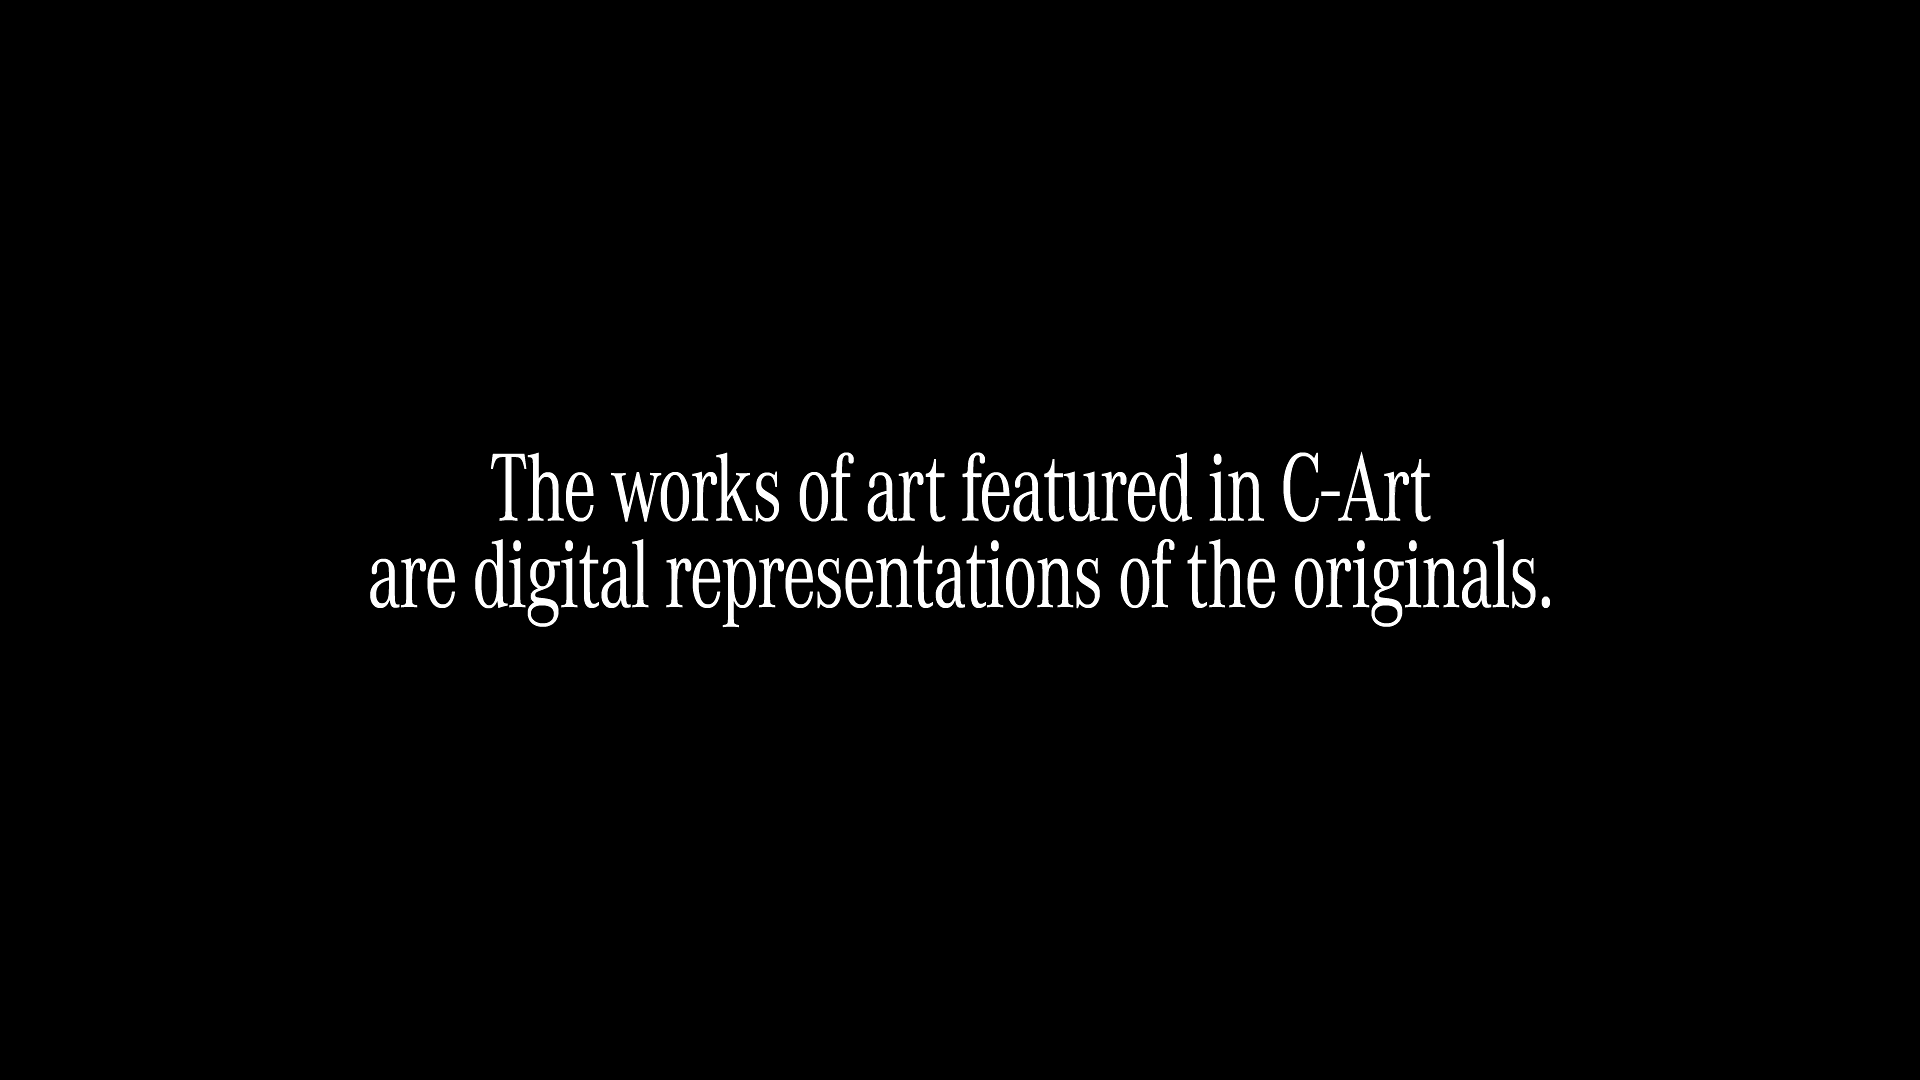 The works of art featured in C-Art
are digital representations of the originals.